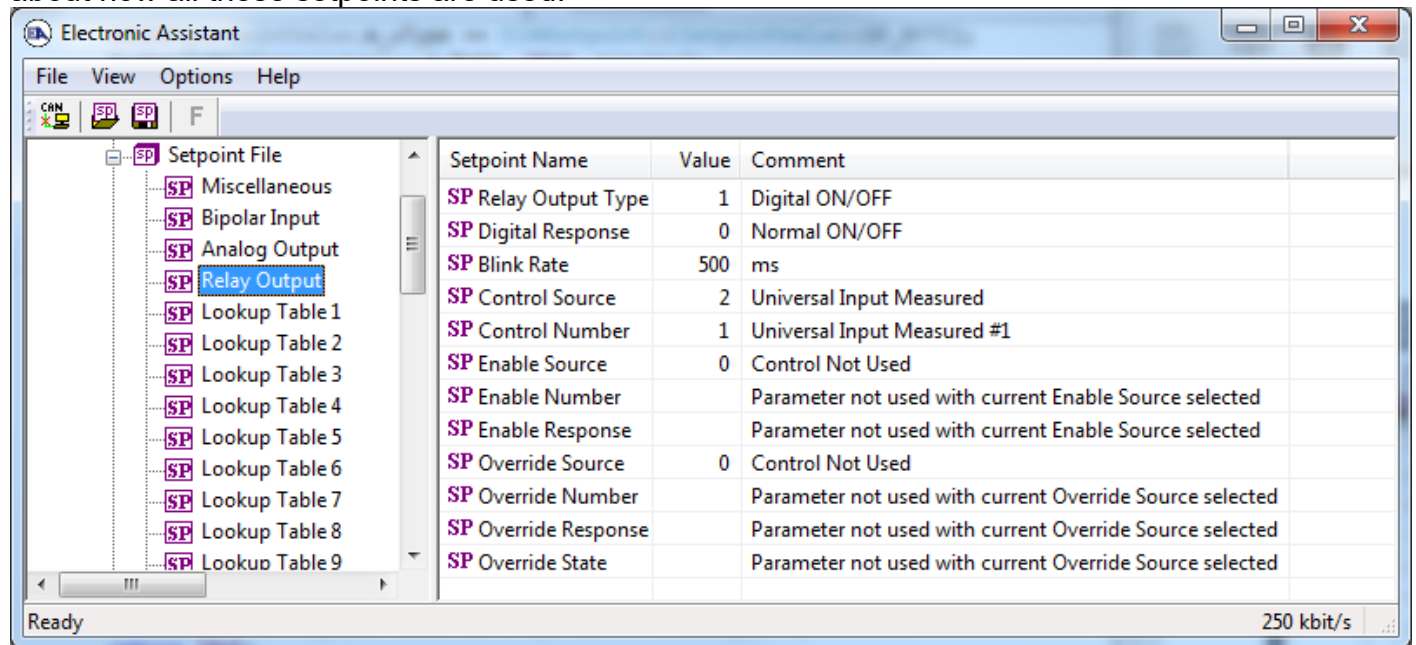 about how all these setpoints are used.
Electronic Assistant
File View Options Help
CAN SP SP F
SP Setpoint File
SP Miscellaneous
SP Bipolar Input
SP Analog Output
SP Relay Output
SP Lookup Table 1
SP Lookup Table 2
SP Lookup Table 3
SP Lookup Table 4
SP Lookup Table 5
SP Lookup Table 6
SP Lookup Table 7
SP Lookup Table 8
SP Lookup Table 9
Setpoint Name Value Comment
SP Relay Output Type 1 Digital ON/OFF
SP Digital Response 0 Normal ON/OFF
SP Blink Rate 500 ms
SP Control Source 2 Universal Input Measured
SP Control Number 1 Universal Input Measured #1
SP Enable Source 0 Control Not Used
SP Enable Number Parameter not used with current Enable Source selected
SP Enable Response Parameter not used with current Enable Source selected
SP Override Source 0 Control Not Used
SP Override Number Parameter not used with current Override Source selected
SP Override Response Parameter not used with current Override Source selected
SP Override State Parameter not used with current Override Source selected
Ready 250 kbit/s